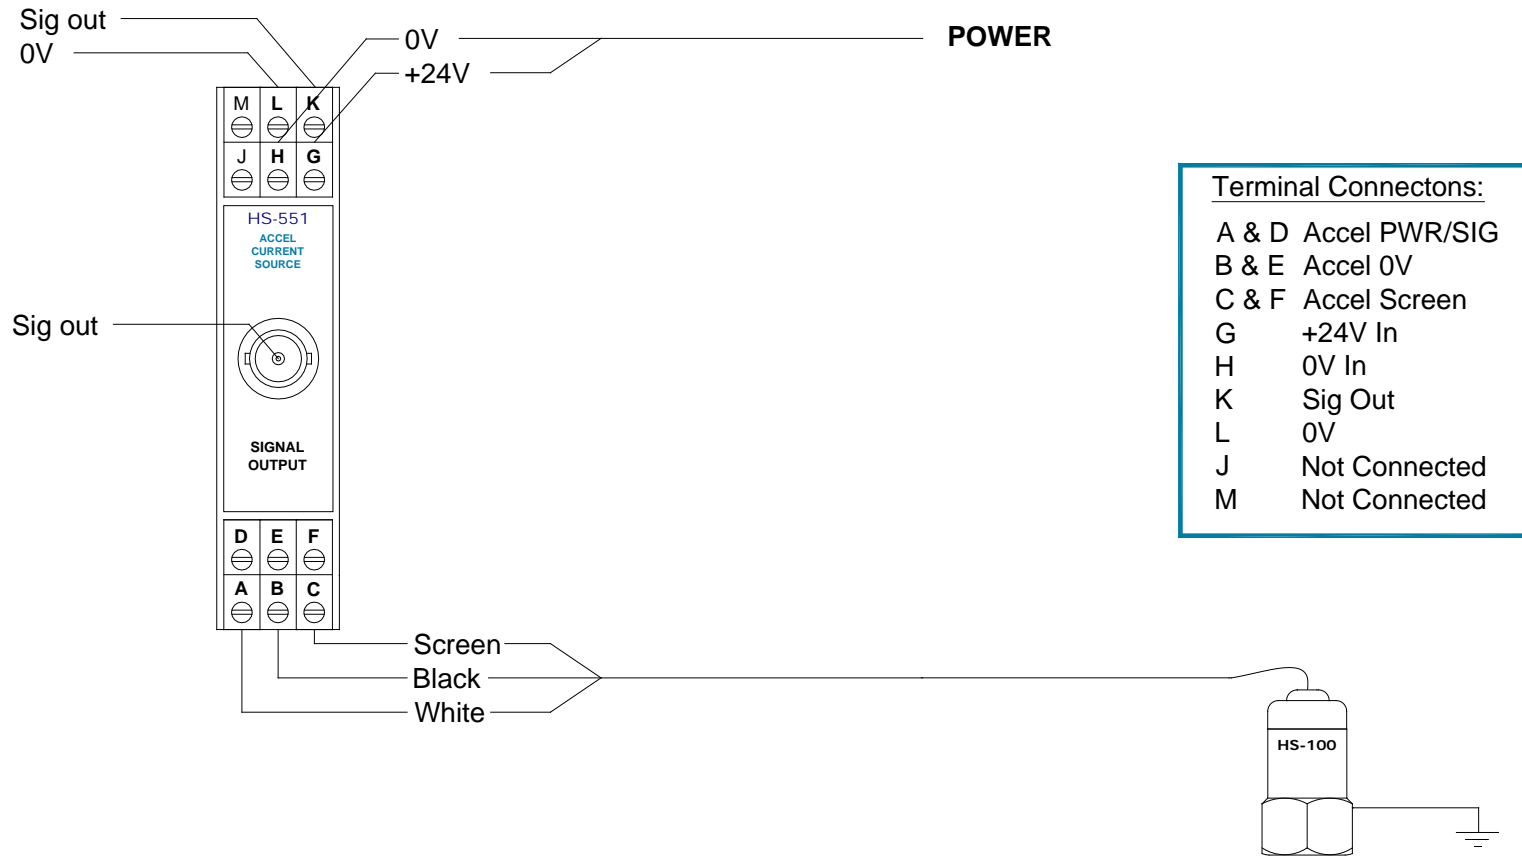 Sig out
0V
0V
+24V
POWER
M L K
J H G
HS-551
ACCEL
CURRENT
SOURCE
Sig out
SIGNAL
OUTPUT
D E F
A B C
Screen
Black
White
Terminal Connectons:
A & D Accel PWR/SIG
B & E Accel 0V
C & F Accel Screen
G +24V In
H 0V In
K Sig Out
L 0V
J Not Connected
M Not Connected
HS-100